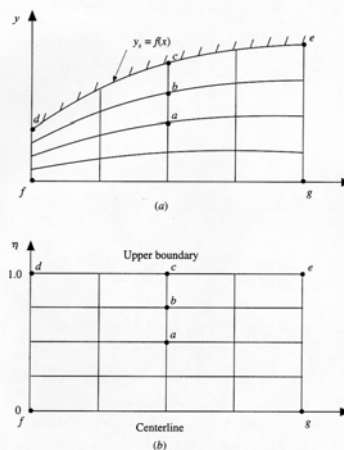 y
y_s = f(x)
e
c
d
b
a
f
g
(a)
η
Upper boundary
1.0
d
c
e
b
a
0
f
Centerline
g
(b)